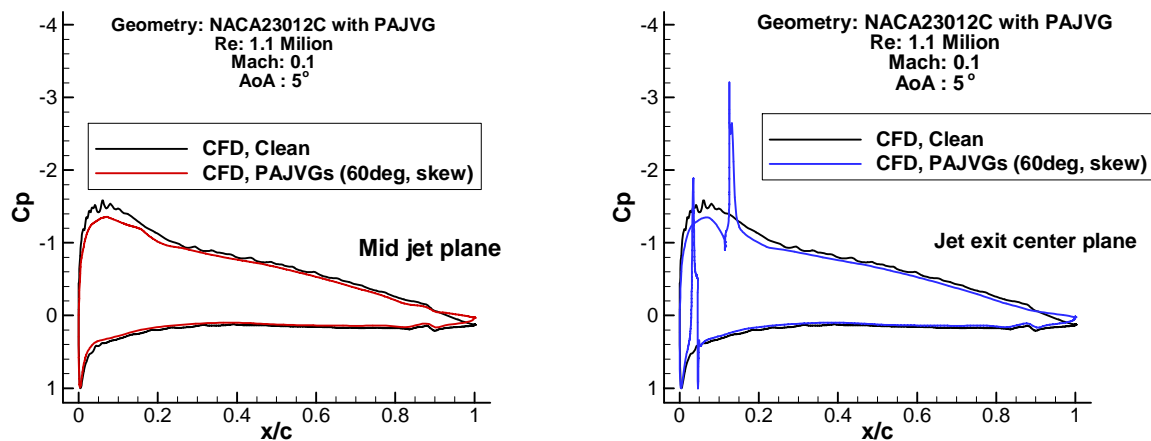 Geometry: NACA23012C with PAJVG
Re: 1.1 Milion
Mach: 0.1
AoA : 5°
CFD, Clean
CFD, PAJVGs (60deg, skew)
Mid jet plane
Cp
-4
-3
-2
-1
0
1
0
0.2
0.4
0.6
0.8
1
x/c
Geometry: NACA23012C with PAJVG
Re: 1.1 Milion
Mach: 0.1
AoA : 5°
CFD, Clean
CFD, PAJVGs (60deg, skew)
Jet exit center plane
Cp
-4
-3
-2
-1
0
1
0
0.2
0.4
0.6
0.8
1
x/c